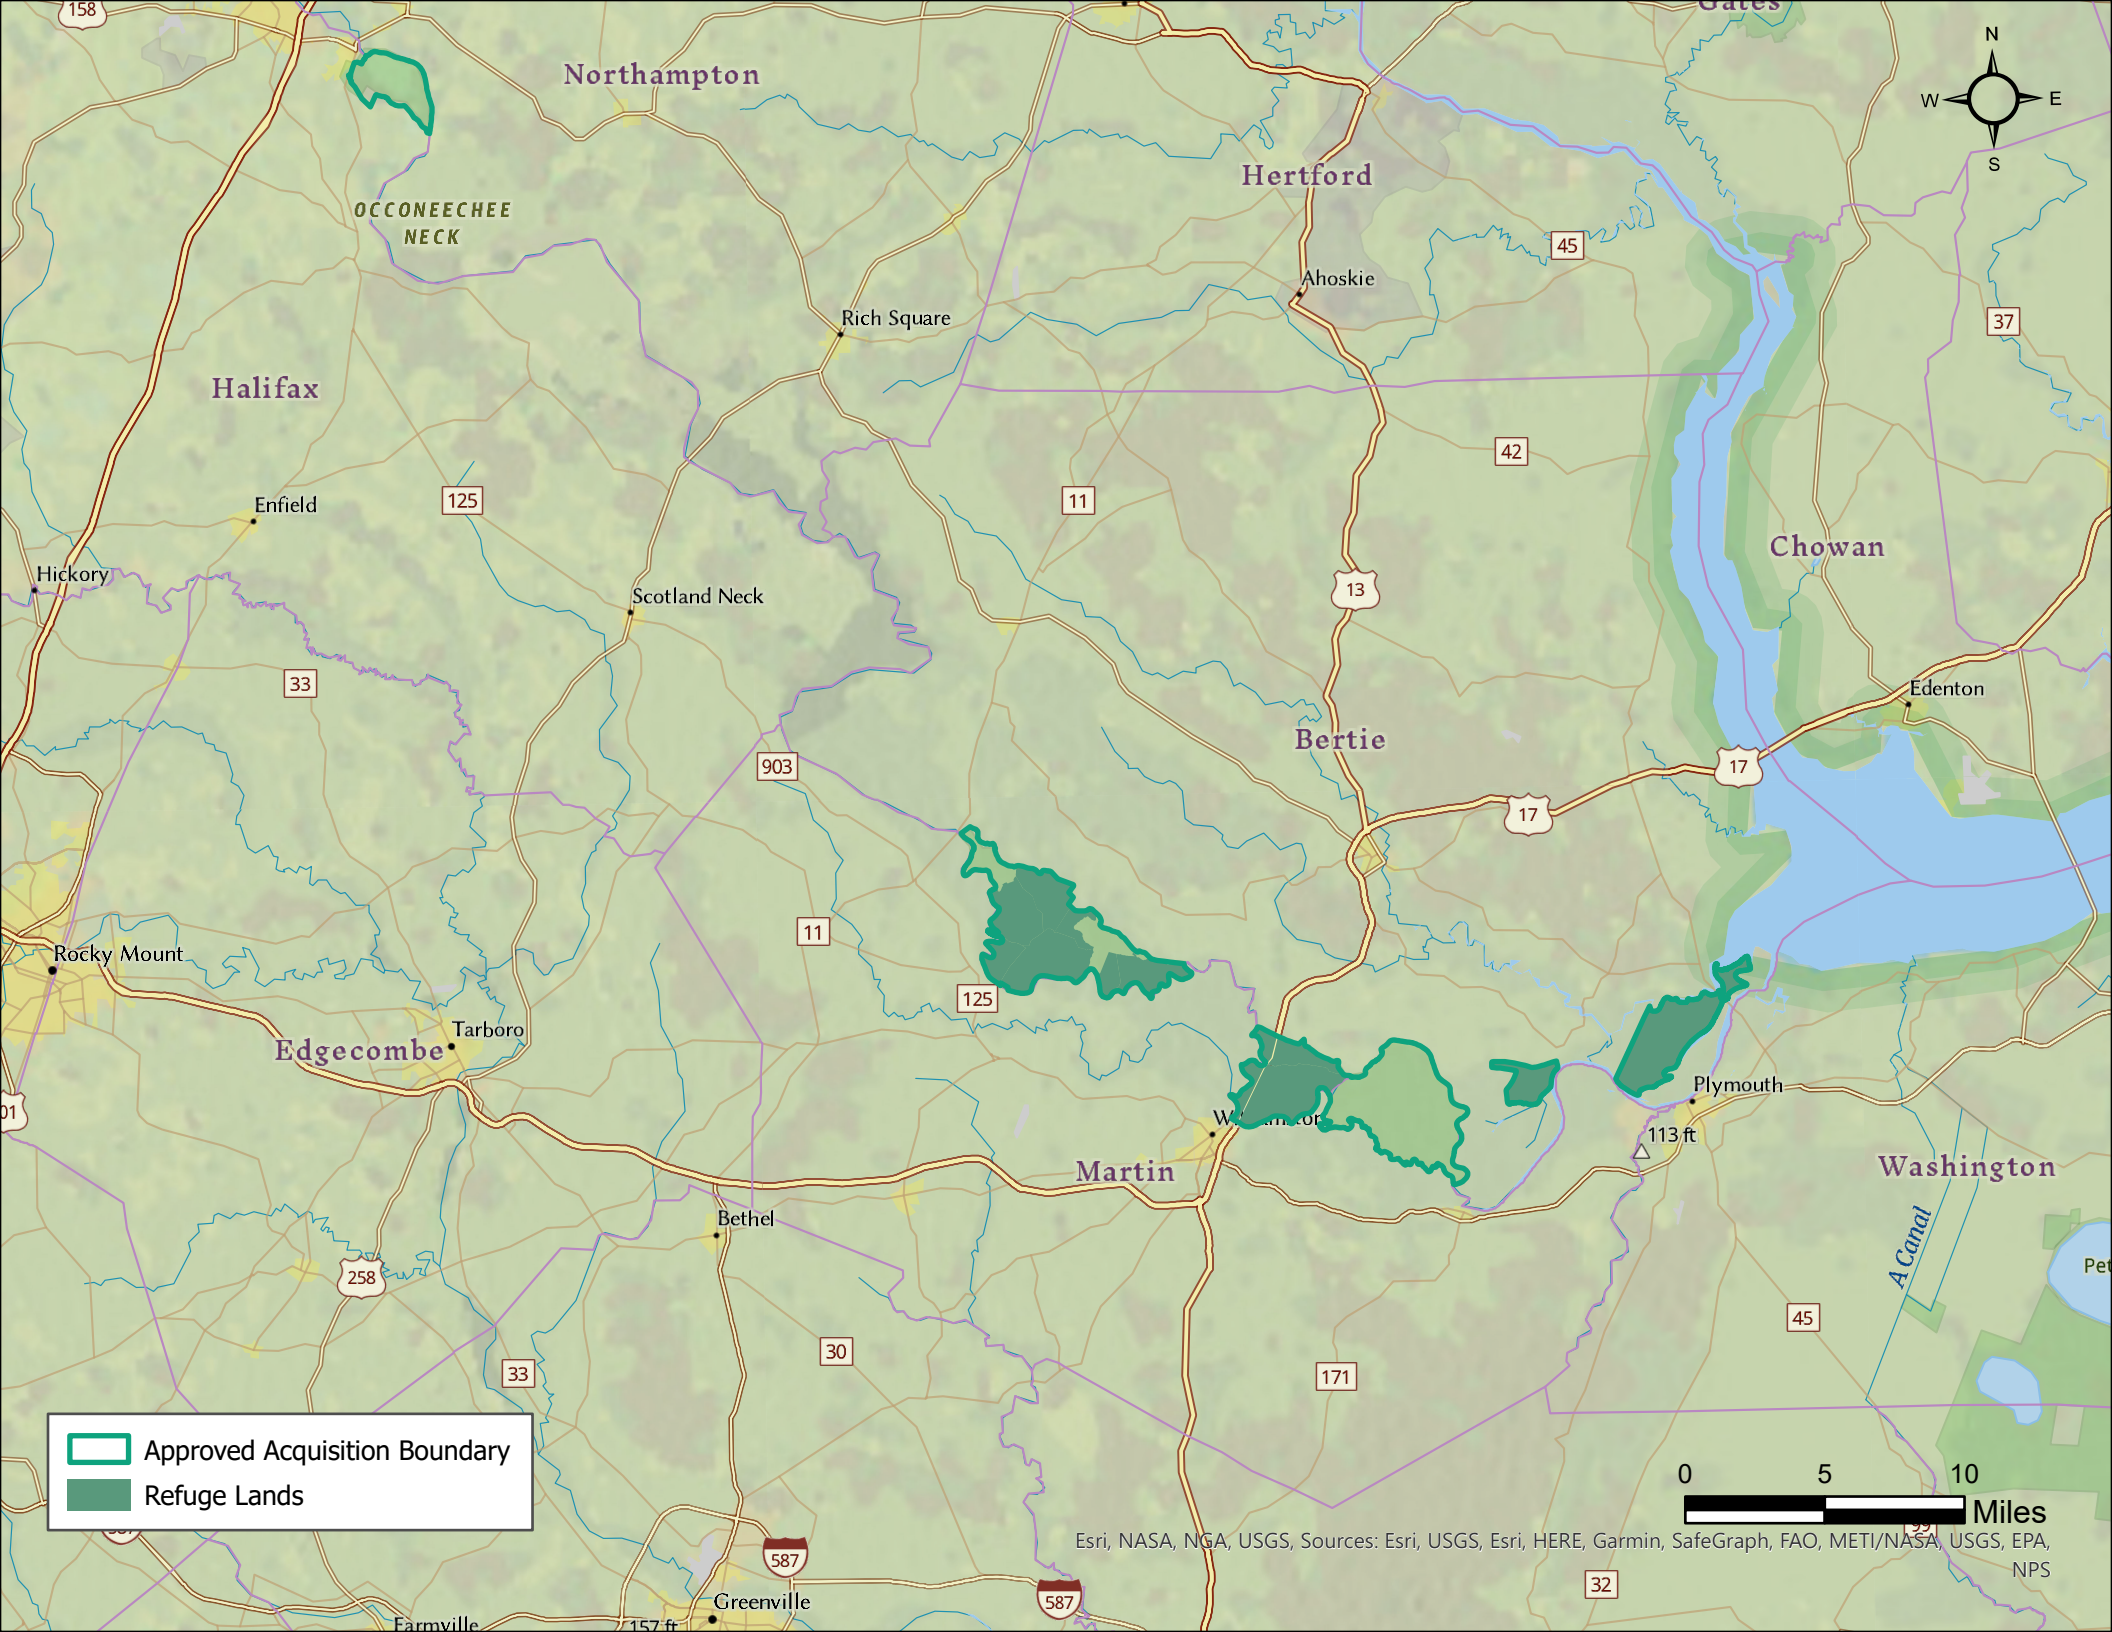 158
Gates
N
Northampton
W
E
S
Hertford
OCCONEECHEE
NECK
45
Ahoskie
Rich Square
37
Halifax
42
Enfield
125
11
Chowan
Hickory
13
Scotland Neck
33
Edenton
Bertie
903
17
17
11
Rocky Mount
125
Tarboro
Edgecombe
Plymouth
01
113 ft
Martin
Washington
Bethel
A Canal
Pet
258
45
30
33
171
Approved Acquisition Boundary
Refuge Lands
0 5 10
Miles
99
Esri, NASA, NGA, USGS, Sources: Esri, USGS, Esri, HERE, Garmin, SafeGraph, FAO, METI/NASA, USGS, EPA,
NPS
587
587
32
Greenville
Farmville
157 ft